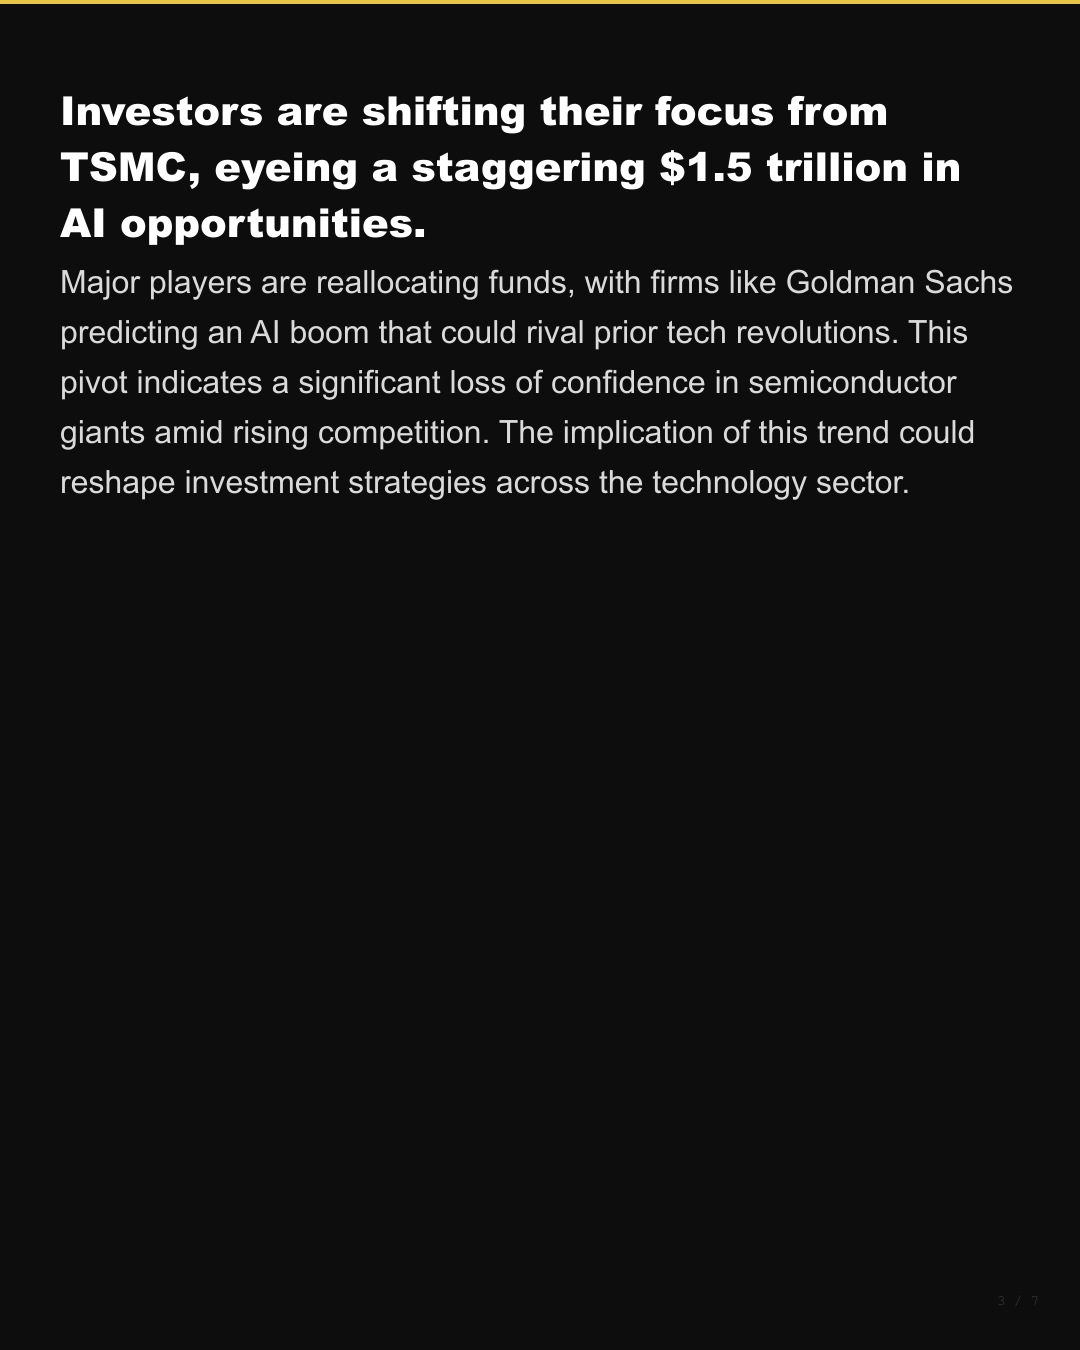 Investors are shifting their focus from
TSMC, eyeing a staggering $1.5 trillion in
AI opportunities.
Major players are reallocating funds, with firms like Goldman Sachs
predicting an AI boom that could rival prior tech revolutions. This
pivot indicates a significant loss of confidence in semiconductor
giants amid rising competition. The implication of this trend could
reshape investment strategies across the technology sector.
3 / 7